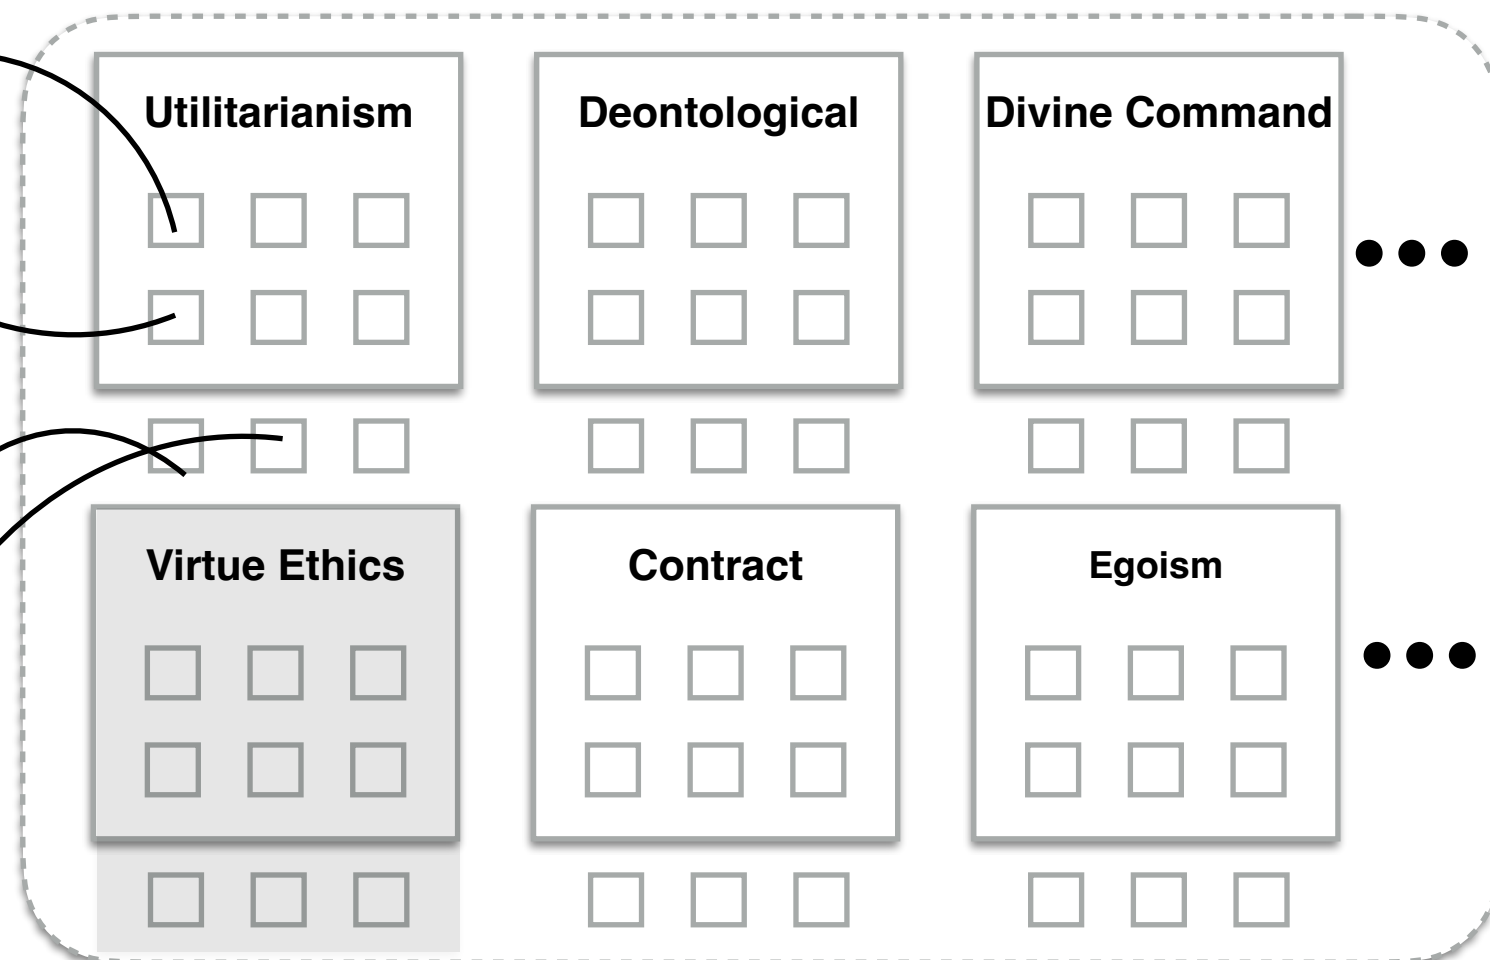 Utilitarianism
Deontological
Divine Command
Virtue Ethics
Contract
Egoism